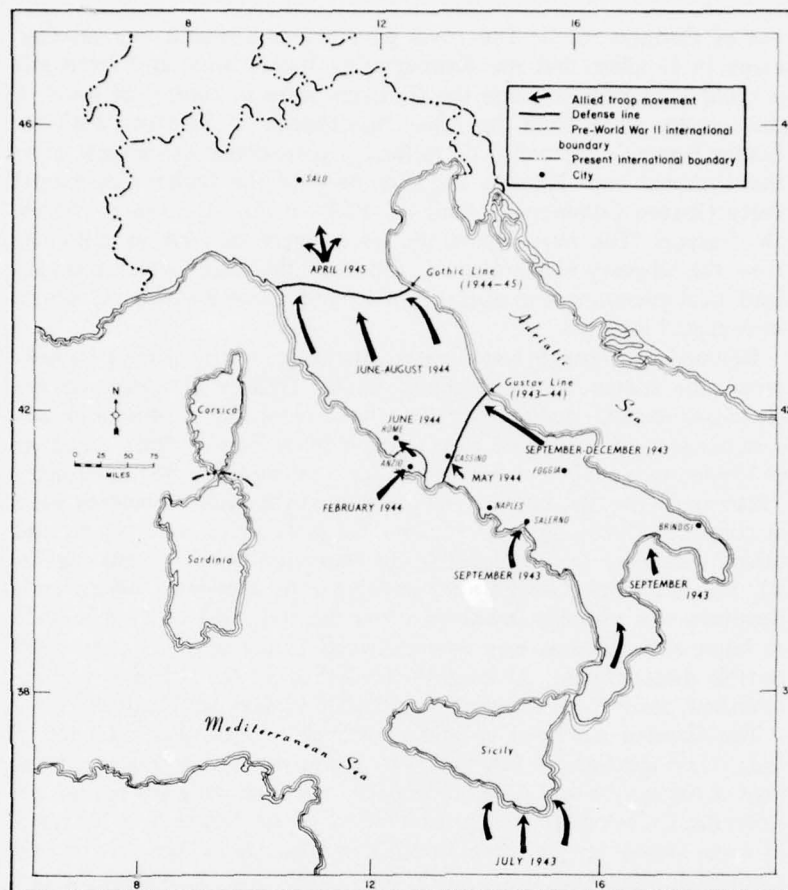 8
12
16
Allied troop movement
Defense line
Pre-World War II international
boundary
Present international boundary
City
46
46
SALO
APRIL 1945
Gothic Line
(1944-45)
Adriatic
Sea
JUNE-AUGUST 1944
Gustav Line
(1943-44)
42
42
N
Corsica
JUNE 1944
ROME
SEPTEMBER-DECEMBER 1943
0 25 50 75
MILES
ANZIO
CASSINO
MAY 1944
FOGGIA
FEBRUARY 1944
NAPLES
SALERNO
BRINDISI
Sardinia
SEPTEMBER
1943
SEPTEMBER
1943
38
Mediterranean Sea
Sicily
JULY 1943
8
12
16